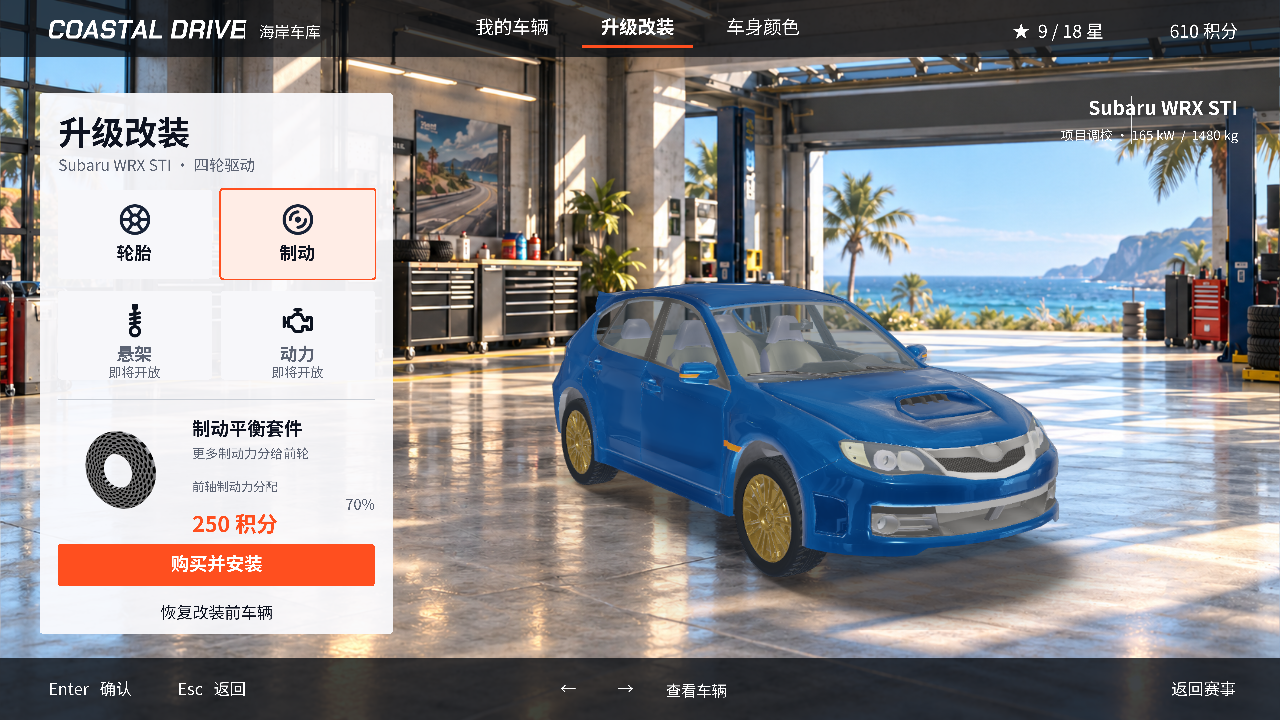 COASTAL DRIVE 海岸车库
我的车辆 升级改装 车身颜色
★ 9 / 18 星 610 积分
升级改装
Subaru WRX STI · 四轮驱动
轮胎 制动
悬架 动力
即将开放 即将开放
制动平衡套件
更多制动力分给前轮
前轴制动力分配
70%
250 积分
购买并安装
恢复改装前车辆
Subaru WRX STI
项目调校 · 165 kW / 1480 kg
Enter 确认 Esc 返回 ← → 查看车辆 返回赛事